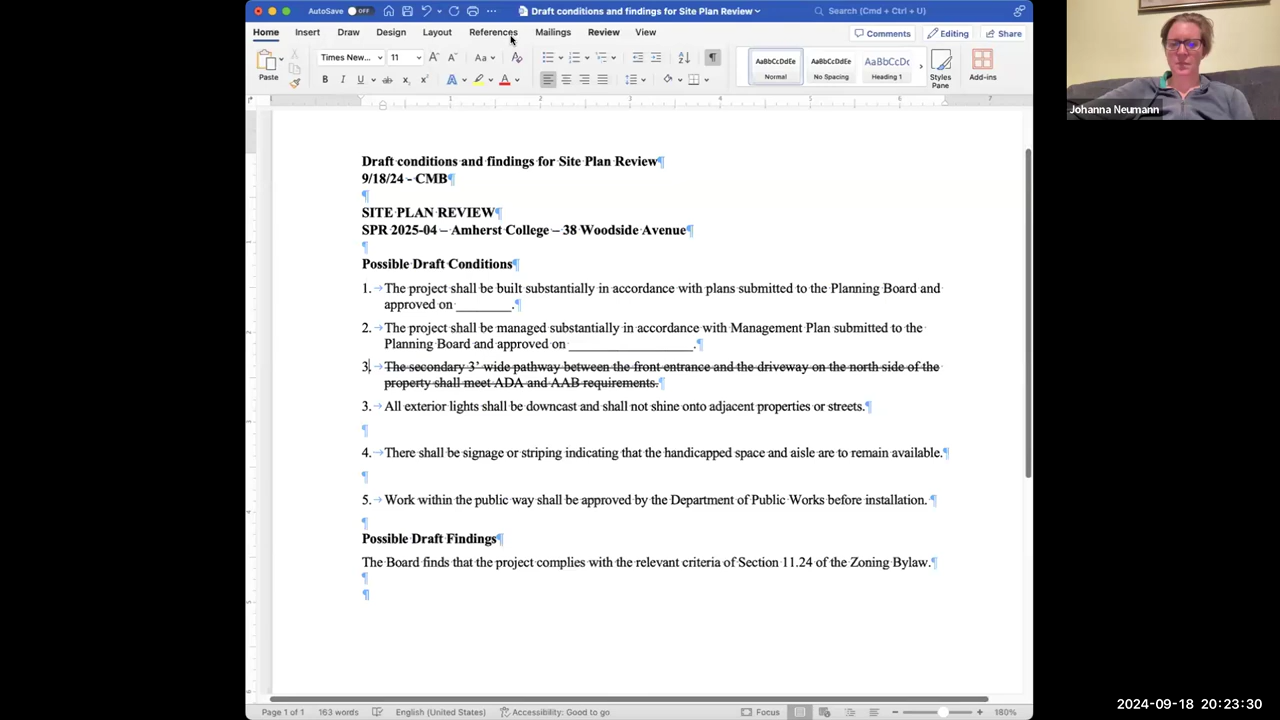 AutoSave OFF
Draft conditions and findings for Site Plan Review
Search (Cmd + Ctrl + U)
Home Insert Draw Design Layout References Mailings Review View
Comments Editing Share
Paste
Times New... 11
AaBbCcDdEe Normal
AaBbCcDdEe No Spacing
AaBbCcDc Heading 1
Styles Pane
Add-ins
Johanna Neumann
Draft conditions and findings for Site Plan Review¶
9/18/24 - CMB¶
¶
SITE PLAN REVIEW¶
SPR 2025-04 – Amherst College – 38 Woodside Avenue¶
¶
Possible Draft Conditions¶
1. The project shall be built substantially in accordance with plans submitted to the Planning Board and
approved on ________.¶
2. The project shall be managed substantially in accordance with Management Plan submitted to the
Planning Board and approved on __________________.¶
3. The secondary 3’ wide pathway between the front entrance and the driveway on the north side of the
property shall meet ADA and AAB requirements.¶
3. All exterior lights shall be downcast and shall not shine onto adjacent properties or streets.¶
¶
4. There shall be signage or striping indicating that the handicapped space and aisle are to remain available.¶
¶
5. Work within the public way shall be approved by the Department of Public Works before installation.¶
¶
Possible Draft Findings¶
The Board finds that the project complies with the relevant criteria of Section 11.24 of the Zoning Bylaw.¶
¶
¶
Page 1 of 1 163 words English (United States) Accessibility: Good to go Focus 180%
2024-09-18 20:23:30